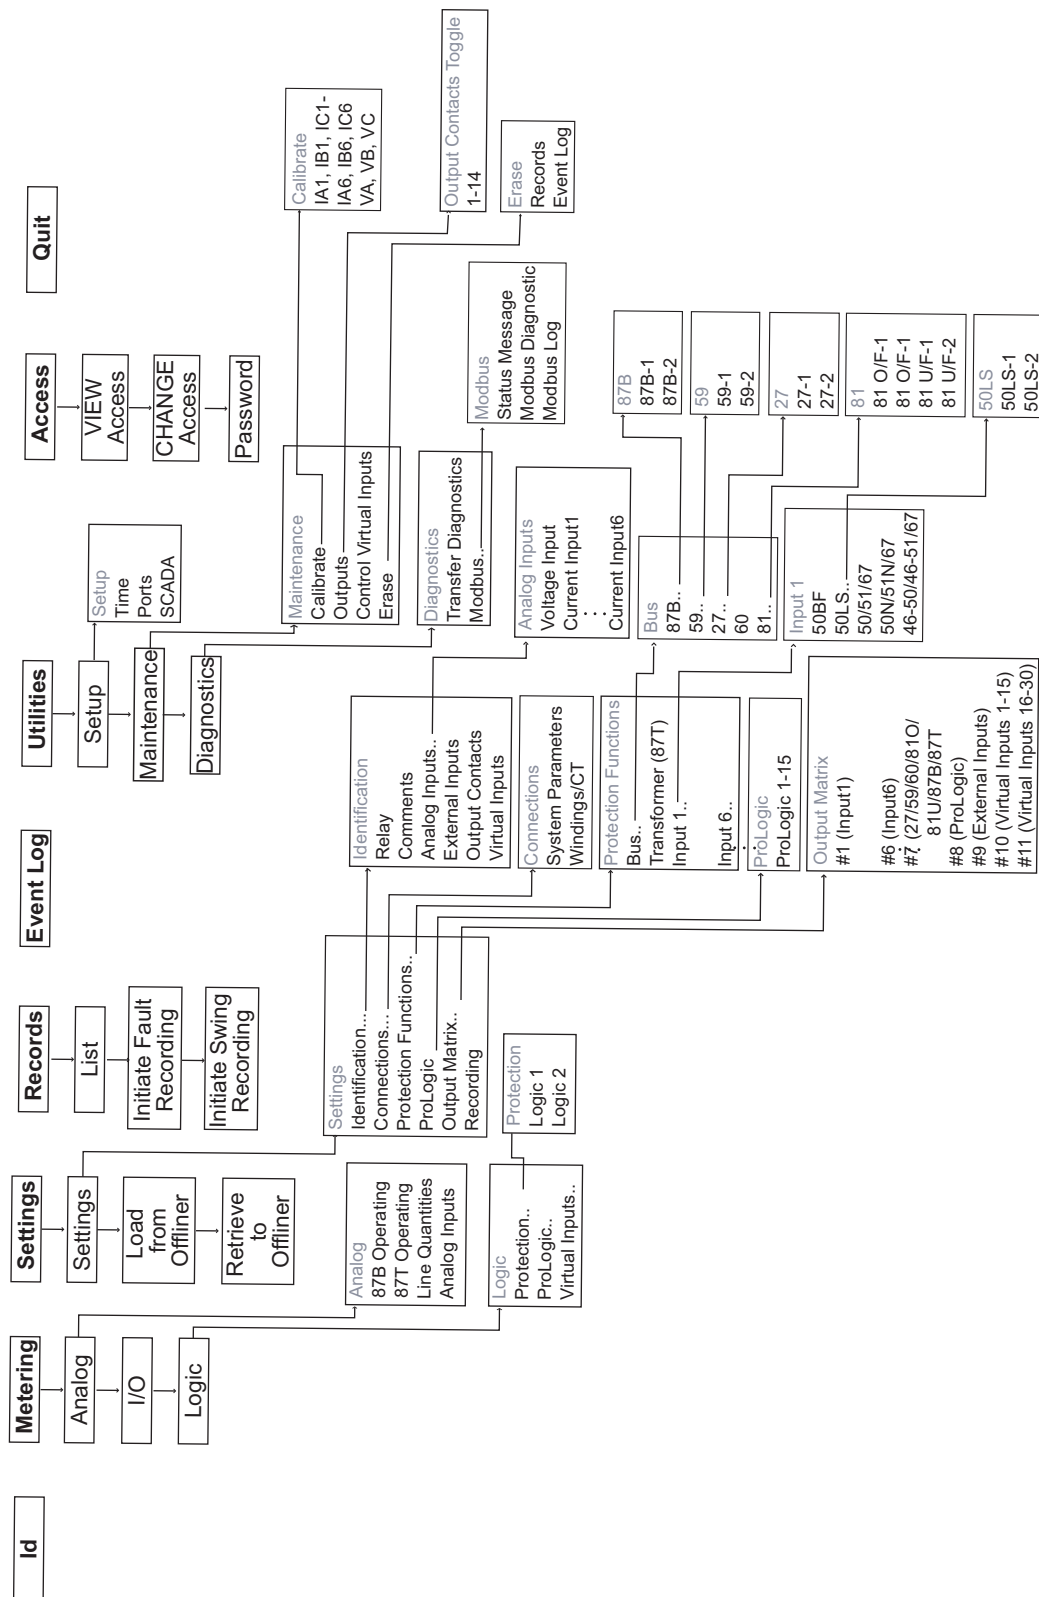 Id
Metering
Analog
I/O
Logic
Analog
87B Operating
87T Operating
Line Quantities
Analog Inputs
Logic
Protection..
ProLogic..
Virtual Inputs..
Protection
Logic 1
Logic 2
Settings
Settings
Load
from
Offliner
Retrieve
to
Offliner
Settings
Identification...
Connections...
Protection Functions..
ProLogic
Output Matrix..
Recording
Identification
Relay
Comments
Analog Inputs..
External Inputs
Output Contacts
Virtual Inputs
Analog Inputs
Voltage Input
Current Input1
:
Current Input6
Connections
System Parameters
Windings/CT
Protection Functions
Bus..
Transformer (87T)
Input 1..
:
Input 6..
Bus
87B..
59..
27..
60
81..
87B
87B-1
87B-2
59
59-1
59-2
27
27-1
27-2
81
81 O/F-1
81 O/F-1
81 U/F-1
81 U/F-2
Input 1
50BF
50LS..
50/51/67
50N/51N/67
46-50/46-51/67
50LS
50LS-1
50LS-2
ProLogic
ProLogic 1-15
Output Matrix
#1 (Input1)
:
#6 (Input6)
#7 (27/59/60/81O/
81U/87B/87T
#8 (ProLogic)
#9 (External Inputs)
#10 (Virtual Inputs 1-15)
#11 (Virtual Inputs 16-30)
Records
List
Initiate Fault
Recording
Initiate Swing
Recording
Event Log
Utilities
Setup
Maintenance
Diagnostics
Setup
Time
Ports
SCADA
Maintenance
Calibrate
Outputs
Control Virtual Inputs
Erase
Calibrate
IA1, IB1, IC1-
IA6, IB6, IC6
VA, VB, VC
Output Contacts Toggle
1-14
Erase
Records
Event Log
Diagnostics
Transfer Diagnostics
Modbus..
Modbus
Status Message
Modbus Diagnostic
Modbus Log
Access
VIEW
Access
CHANGE
Access
Password
Quit